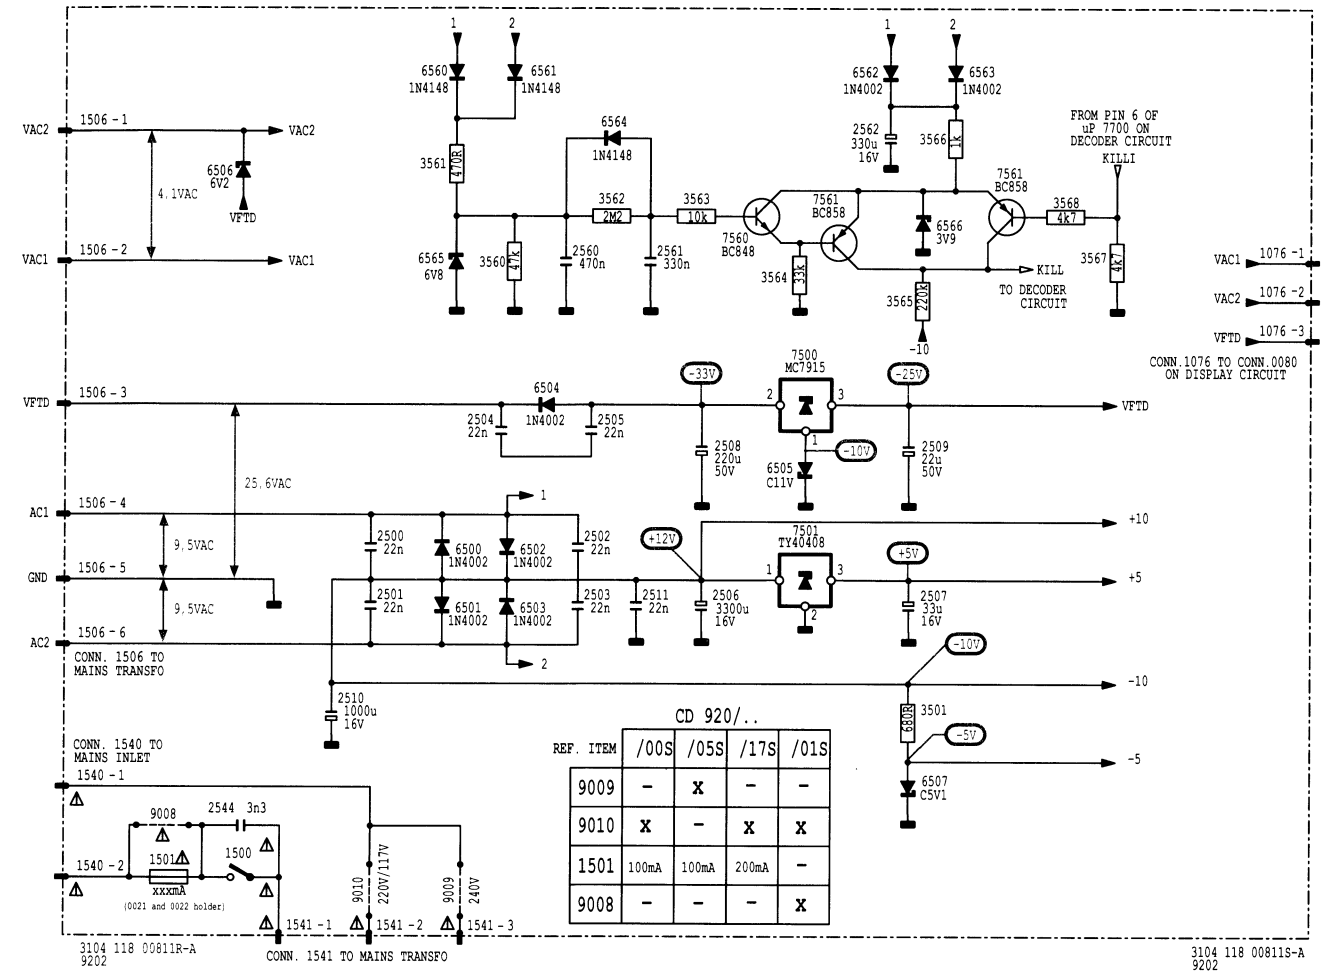 1
2
6560
1N4148
6561
1N4148
1
2
6562
1N4002
6563
1N4002
VAC2
1506-1
VAC2
4.1VAC
6506
6V2
VFTD
VAC1
1506-2
VAC1
3561
470R
6564
1N4148
3562
2M2
3563
10k
6565
6V8
3560
47k
2560
470n
2561
330n
7560
BC848
3564
33k
7561
BC858
2562
330u
16V
3566
1k
6566
3V9
7561
BC858
3568
4k7
FROM PIN 6 OF
uP 7700 ON
DECODER CIRCUIT
KILLI
3567
4k7
KILL
TO DECODER
CIRCUIT
3565
220k
-10
VAC1
1076-1
VAC2
1076-2
VFTD
1076-3
CONN.1076 TO CONN.0080
ON DISPLAY CIRCUIT
VFTD
1506-3
25.6VAC
2504
22n
6504
1N4002
2505
22n
-33V
2508
220u
50V
7500
MC7915
2
3
1
-10V
6505
C11V
-25V
2509
22u
50V
VFTD
AC1
1506-4
9.5VAC
GND
1506-5
9.5VAC
AC2
1506-6
CONN. 1506 TO
MAINS TRANSFO
1
2500
22n
6500
1N4002
6502
1N4002
2502
22n
2501
22n
6501
1N4002
6503
1N4002
2503
22n
2511
22n
2
+12V
2506
3300u
16V
7501
TY40408
1
3
2
+5V
2507
33u
16V
+10
+5
2510
1000u
16V
-10V
-10
3501
680R
-5V
-5
6507
C5V1
CONN. 1540 TO
MAINS INLET
1540-1
9008
2544 3n3
1501
1500
1540-2
xxxmA
(0021 and 0022 holder)
9010
220V/117V
9009
240V
1541-1
1541-2
1541-3
CONN. 1541 TO MAINS TRANSFO
CD 920/..
REF. ITEM /00S /05S /17S /01S
9009 - X - -
9010 X - X X
1501 100mA 100mA 200mA -
9008 - - - X
3104 118 00811R-A
9202
3104 118 00811S-A
9202